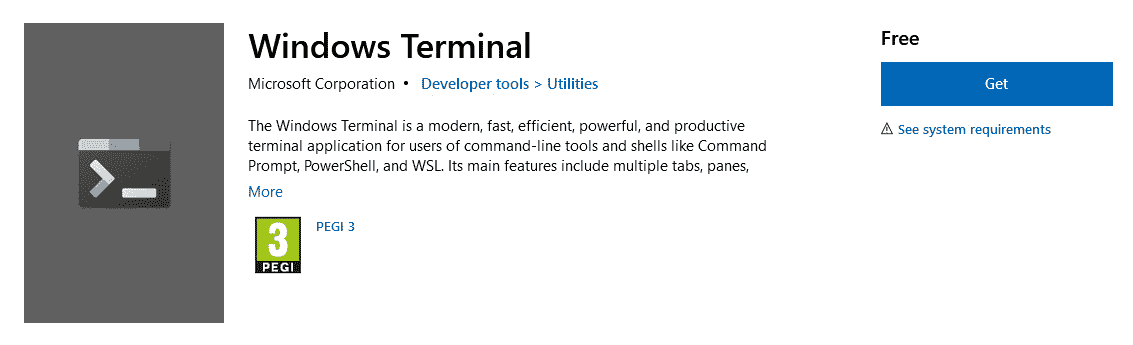 Windows Terminal
Free
Microsoft Corporation • Developer tools > Utilities
Get
The Windows Terminal is a modern, fast, efficient, powerful, and productive
terminal application for users of command-line tools and shells like Command
Prompt, PowerShell, and WSL. Its main features include multiple tabs, panes,
More
See system requirements
3
PEGI
PEGI 3